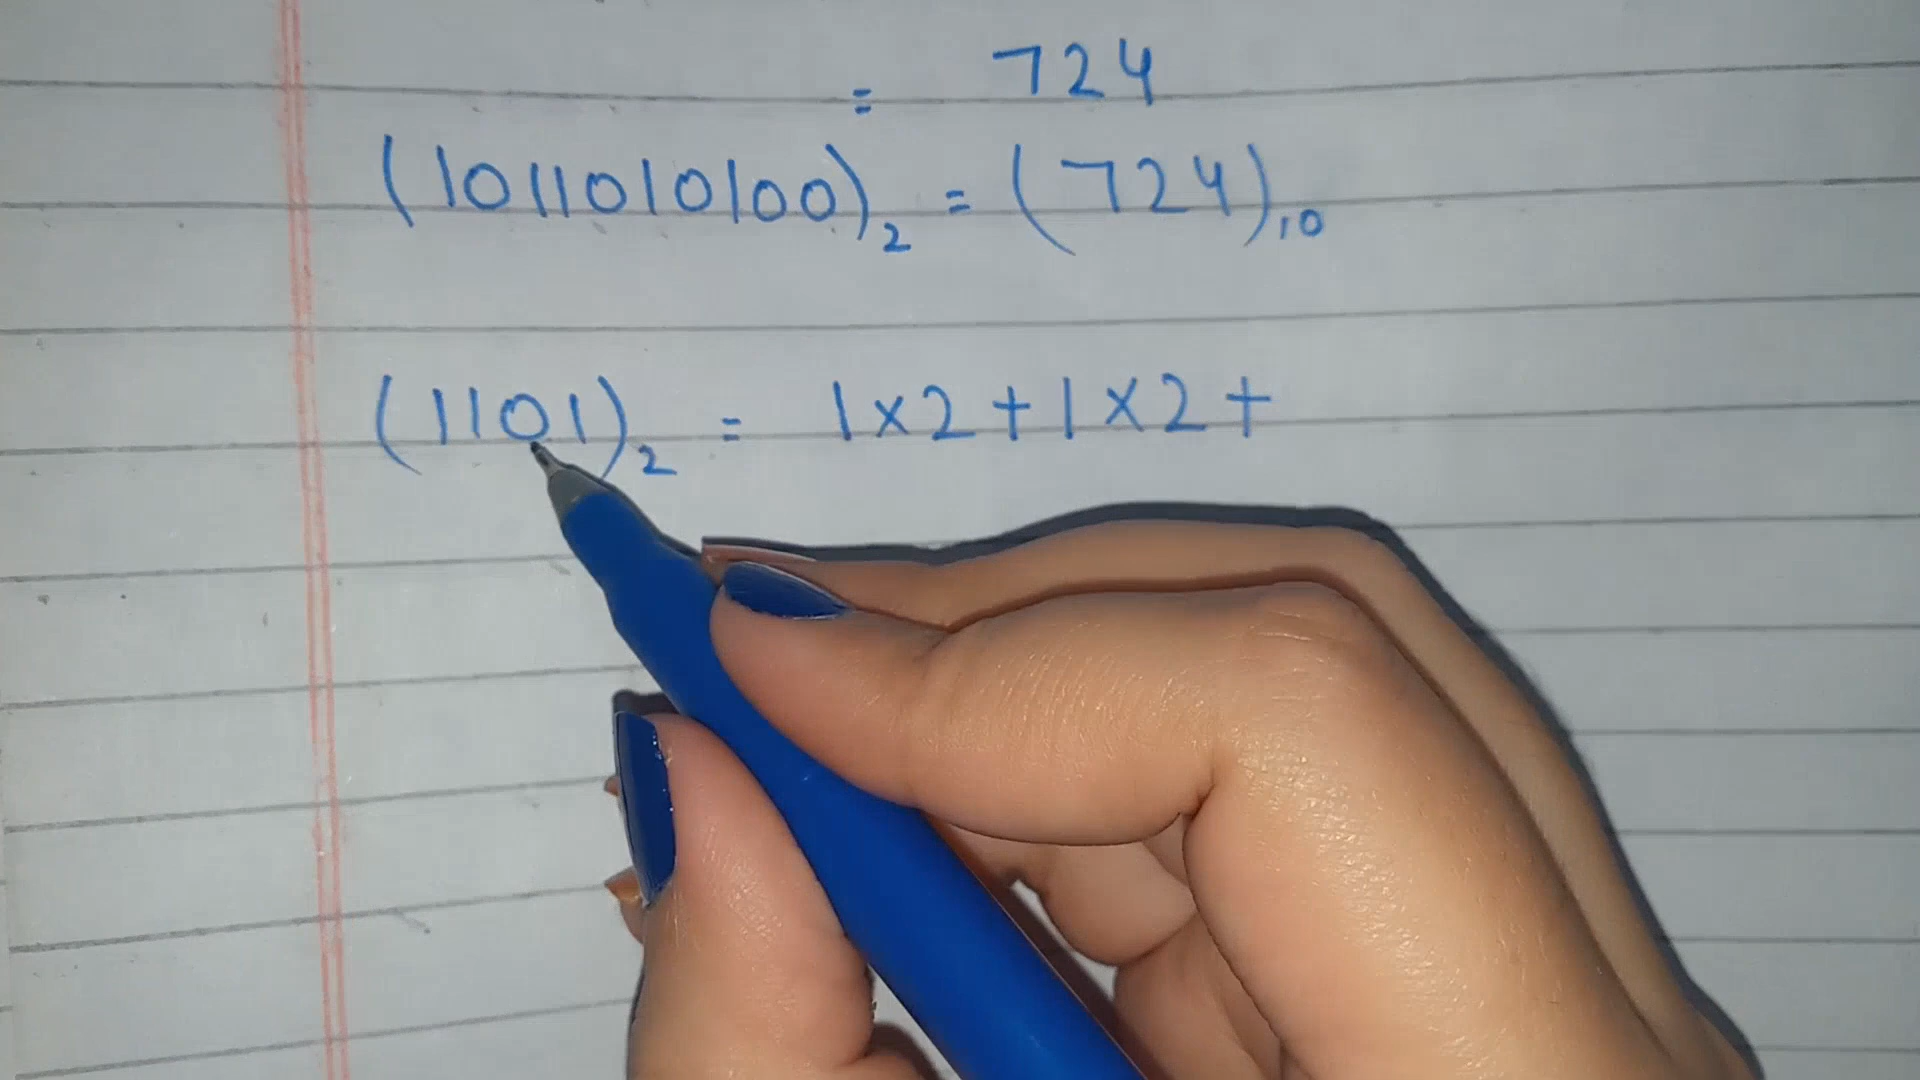 = 724
(1011010100)₂ = (724)₁₀
(1101)₂ = 1×2+1×2+